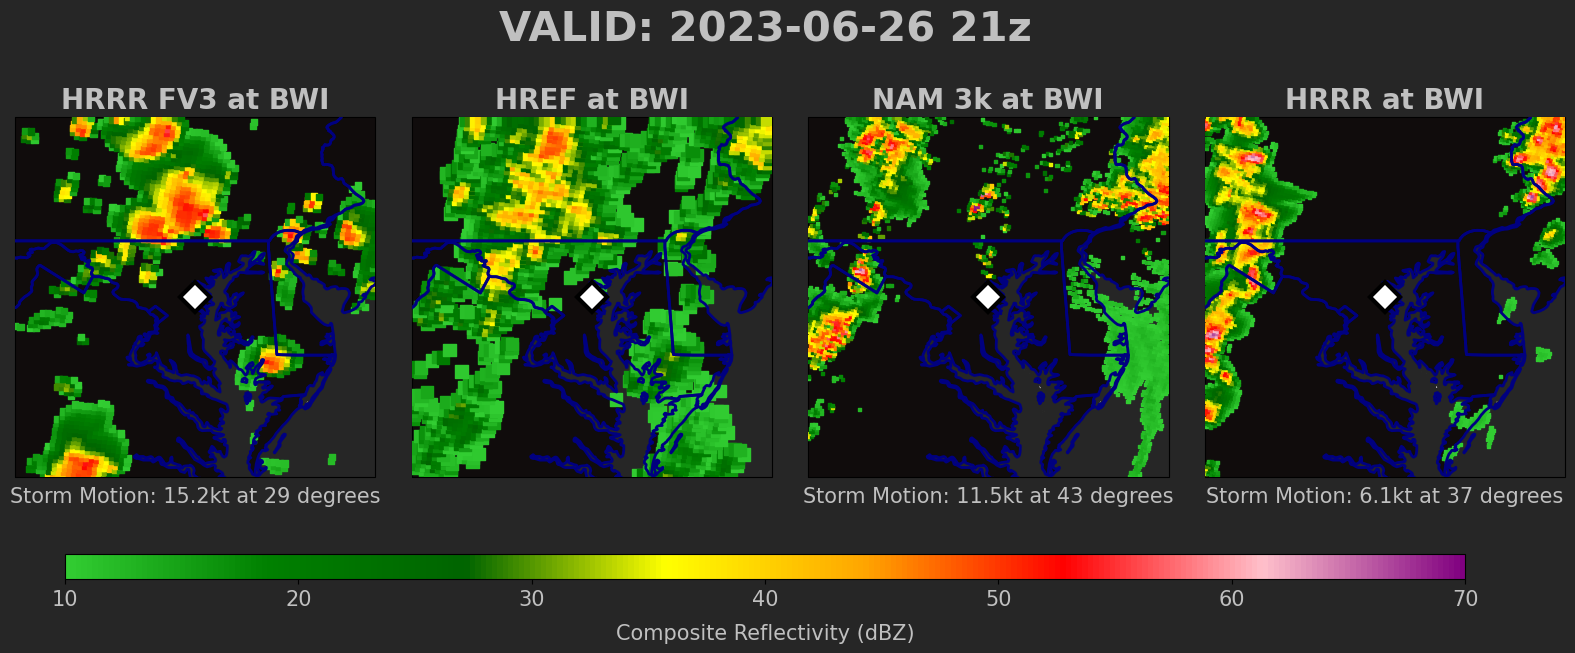 VALID: 2023-06-26 21z
HRRR FV3 at BWI
HREF at BWI
NAM 3k at BWI
HRRR at BWI
Storm Motion: 15.2kt at 29 degrees
Storm Motion: 11.5kt at 43 degrees
Storm Motion: 6.1kt at 37 degrees
10 20 30 40 50 60 70
Composite Reflectivity (dBZ)